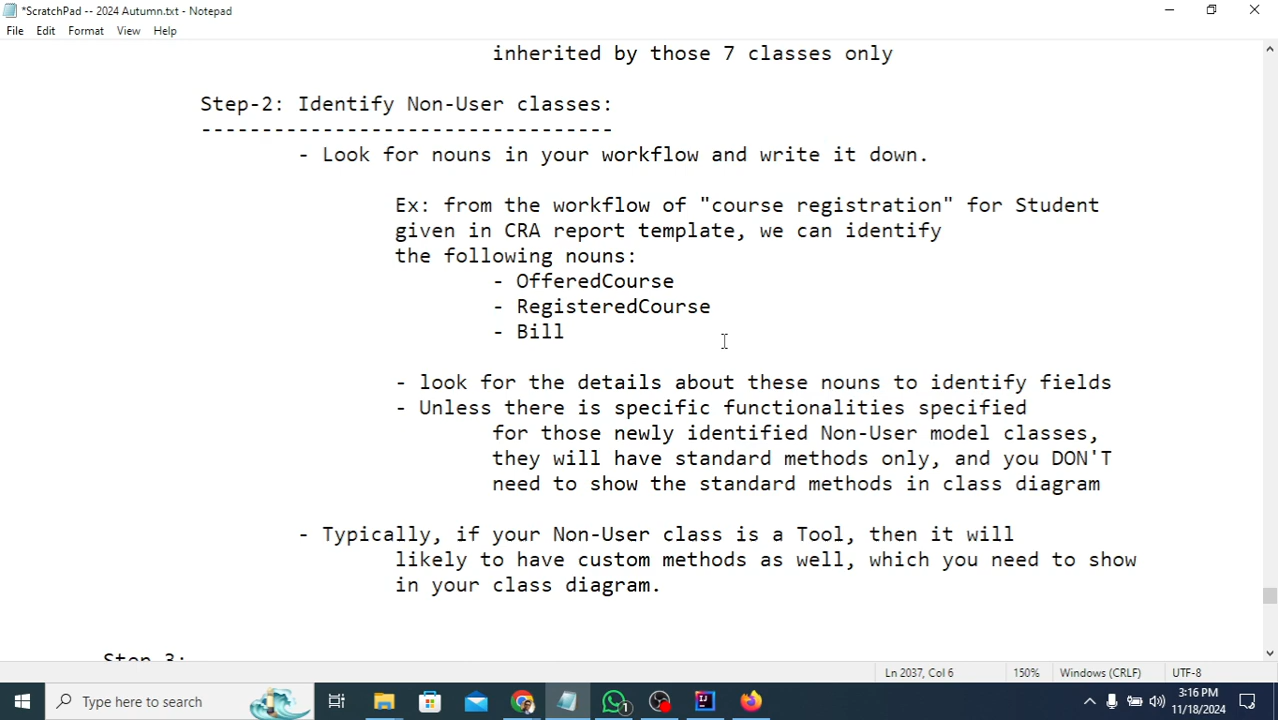 *ScratchPad -- 2024 Autumn.txt - Notepad
File Edit Format View Help
inherited by those 7 classes only
Step-2: Identify Non-User classes:
----------------------------------
- Look for nouns in your workflow and write it down.
Ex: from the workflow of "course registration" for Student
given in CRA report template, we can identify
the following nouns:
- OfferedCourse
- RegisteredCourse
- Bill
- look for the details about these nouns to identify fields
- Unless there is specific functionalities specified
for those newly identified Non-User model classes,
they will have standard methods only, and you DON'T
need to show the standard methods in class diagram
- Typically, if your Non-User class is a Tool, then it will
likely to have custom methods as well, which you need to show
in your class diagram.
Step 3:
Ln 2037, Col 6 150% Windows (CRLF) UTF-8
Type here to search
1
3:16 PM
11/18/2024